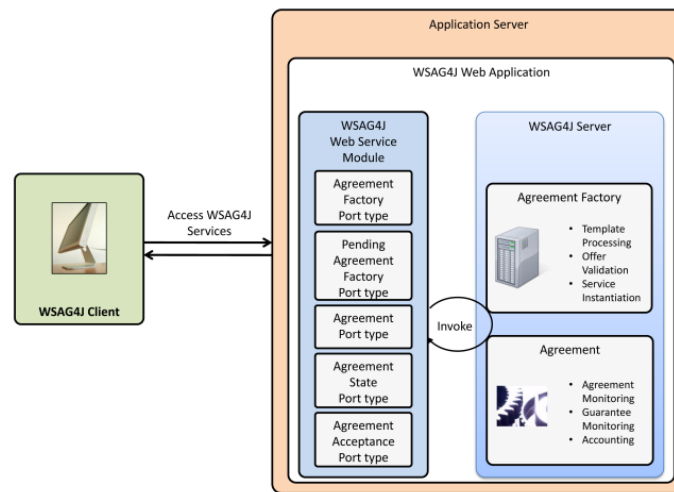 Application Server
WSAG4J Web Application
WSAG4J
Web Service
Module
Agreement
Factory
Port type
Pending
Agreement
Factory
Port type
Agreement
Port type
Agreement
State
Port type
Agreement
Acceptance
Port type
WSAG4J Server
Agreement Factory
• Template
Processing
• Offer
Validation
• Service
Instantiation
Agreement
• Agreement
Monitoring
• Guarantee
Monitoring
• Accounting
Invoke
Access WSAG4J
Services
WSAG4J Client